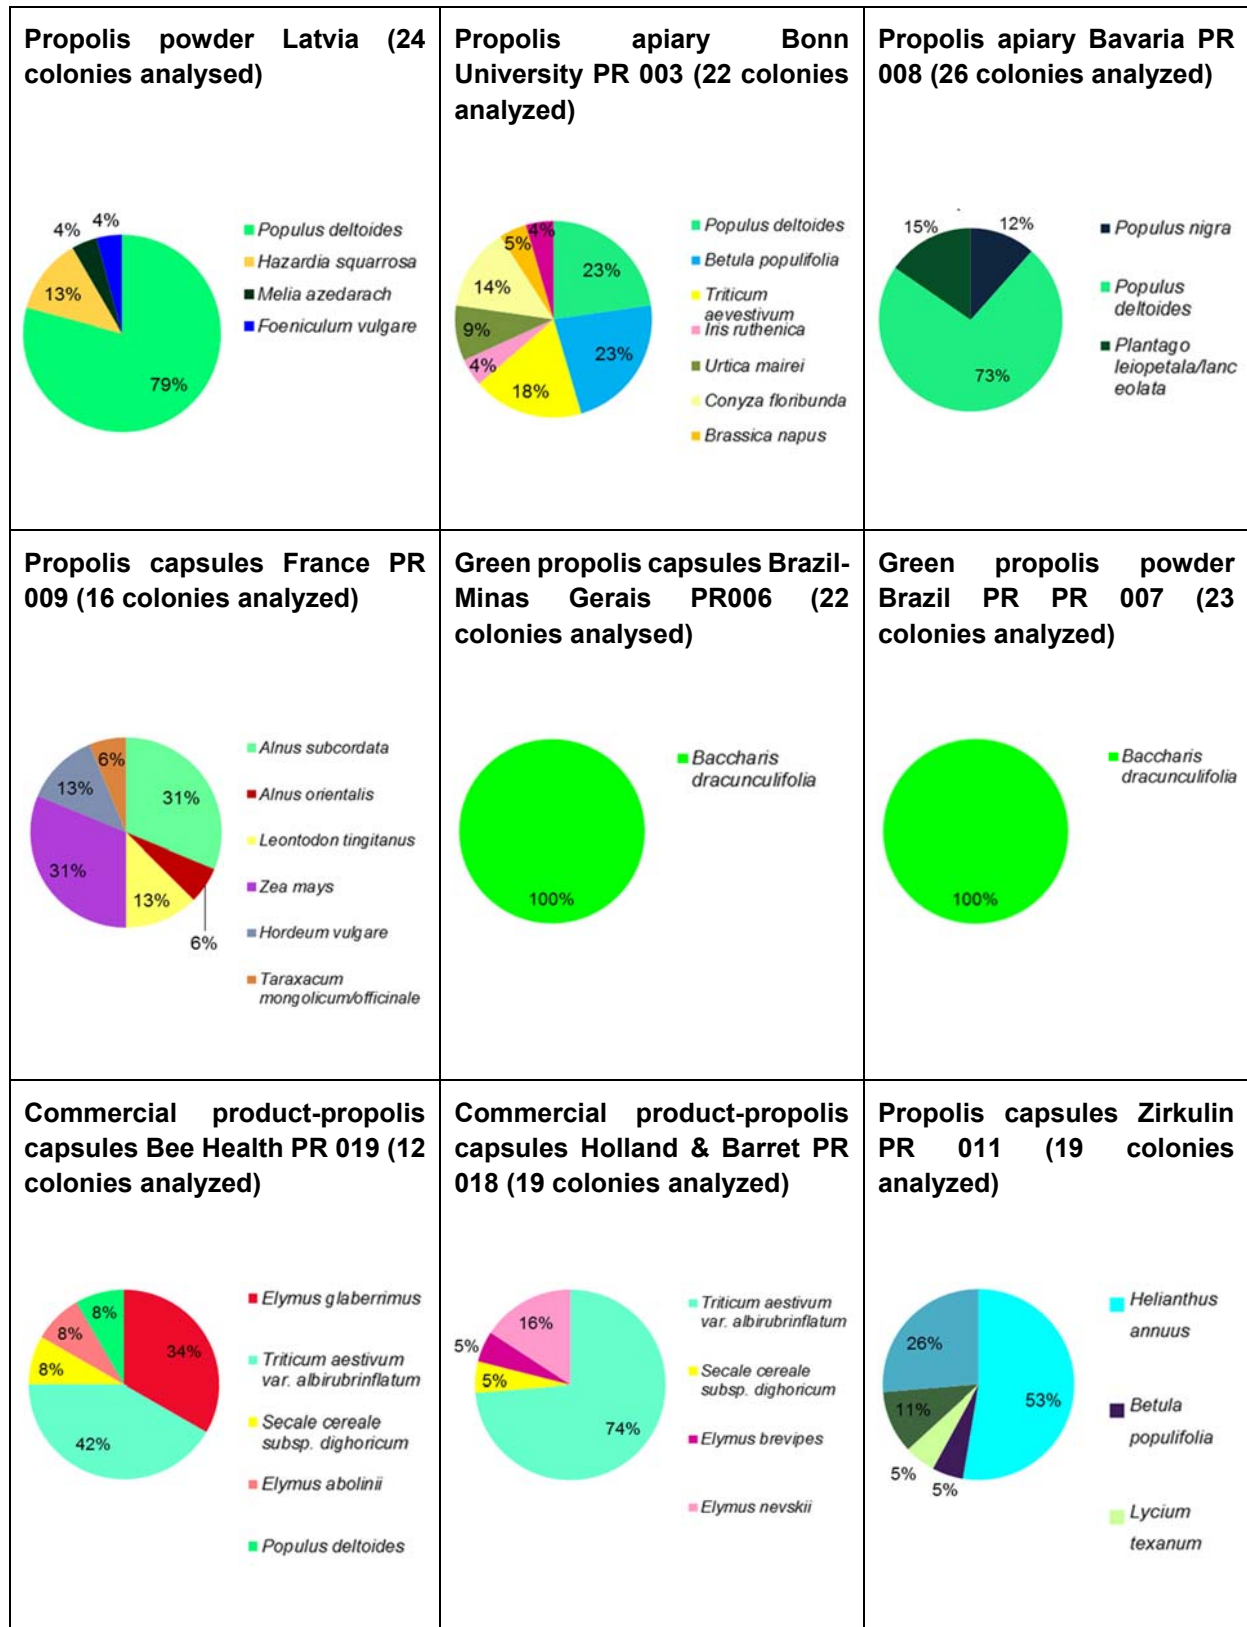 Propolis powder Latvia (24
colonies analysed)
4%
4%
13%
79%
Populus deltoides
Hazardia squarrosa
Melia azedarach
Foeniculum vulgare
Propolis apiary Bonn
University PR 003 (22 colonies
analyzed)
4%
5%
23%
14%
9%
23%
4%
18%
Populus deltoides
Betula populifolia
Triticum
aevestivum
Iris ruthenica
Urtica mairei
Conyza floribunda
Brassica napus
Propolis apiary Bavaria PR
008 (26 colonies analyzed)
15%
12%
73%
Populus nigra
Populus
deltoides
Plantago
leiopetala/lanc
eolata
Propolis capsules France PR
009 (16 colonies analyzed)
6%
13%
31%
31%
13%
6%
Alnus subcordata
Alnus orientalis
Leontodon tingitanus
Zea mays
Hordeum vulgare
Taraxacum
mongolicum/officinale
Green propolis capsules Brazil-
Minas Gerais PR006 (22
colonies analysed)
100%
Baccharis
dracunculifolia
Green propolis powder
Brazil PR PR 007 (23
colonies analyzed)
100%
Baccharis
dracunculifolia
Commercial product-propolis
capsules Bee Health PR 019 (12
colonies analyzed)
8%
8%
34%
8%
42%
Elymus glaberrimus
Triticum aestivum
var. albirubrinflatum
Secale cereale
subsp. dighoricum
Elymus abolinii
Populus deltoides
Commercial product-propolis
capsules Holland & Barret PR
018 (19 colonies analyzed)
16%
5%
5%
74%
Triticum aestivum
var. albirubrinflatum
Secale cereale
subsp. dighoricum
Elymus brevipes
Elymus nevskii
Propolis capsules Zirkulin
PR 011 (19 colonies
analyzed)
26%
53%
11%
5%
5%
Helianthus
annuus
Betula
populifolia
Lycium
texanum